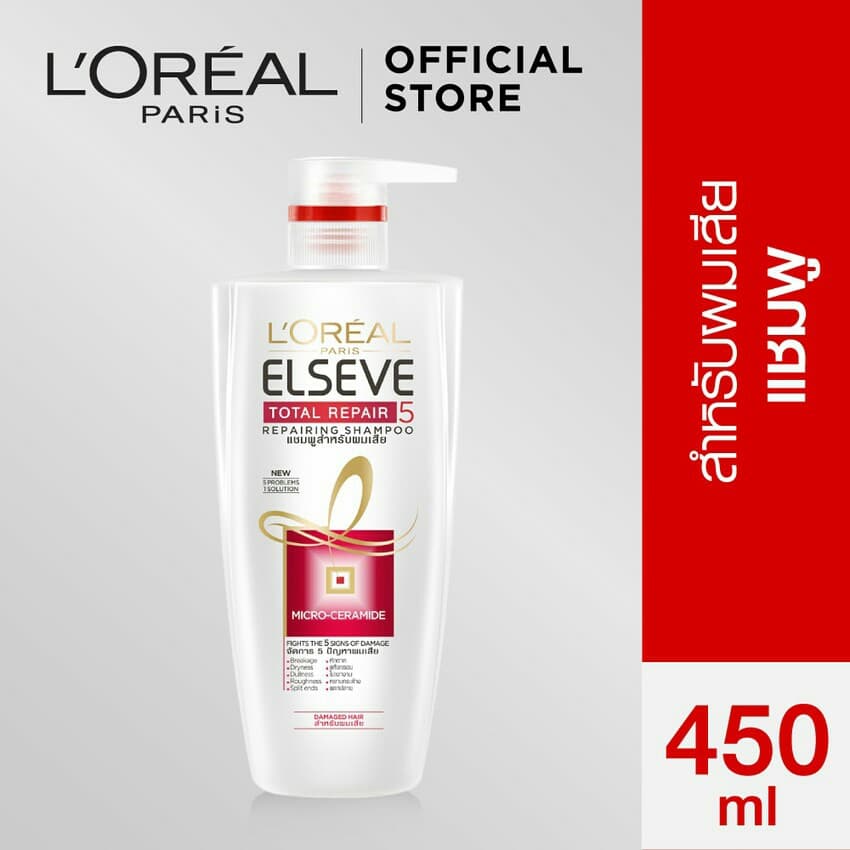 L'ORÉAL
PARiS
OFFICIAL
STORE
L'ORÉAL
PARIS
ELSEVE
TOTAL REPAIR 5
REPAIRING SHAMPOO
แชมพูสำหรับผมเสีย
NEW
5 PROBLEMS
1 SOLUTION
MICRO-CERAMIDE
FIGHTS THE 5 SIGNS OF DAMAGE
จัดการ 5 ปัญหาผมเสีย
• Breakage
• Dryness
• Dullness
• Roughness
• Split ends
DAMAGED HAIR
สำหรับผมเสีย
แชมพู
สำหรับผมเสีย
450
ml